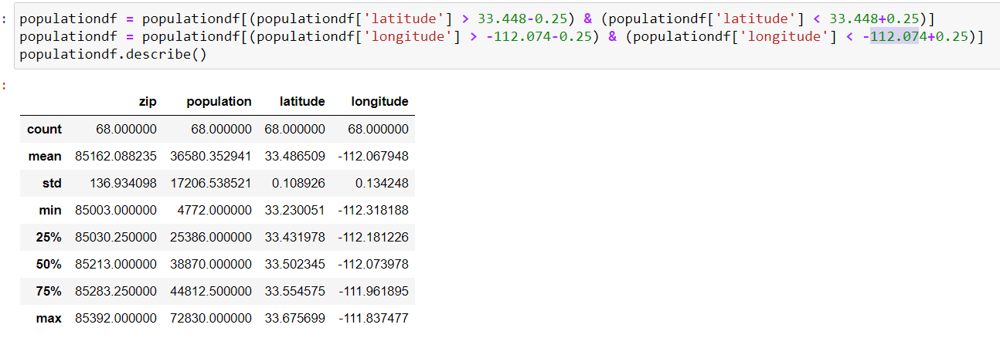 : populationdf = populationdf[(populationdf['latitude'] > 33.448-0.25) & (populationdf['latitude'] < 33.448+0.25)]
populationdf = populationdf[(populationdf['longitude'] > -112.074-0.25) & (populationdf['longitude'] < -112.074+0.25)]
populationdf.describe()
:
zip population latitude longitude
count 68.000000 68.000000 68.000000 68.000000
mean 85162.088235 36580.352941 33.486509 -112.067948
std 136.934098 17206.538521 0.108926 0.134248
min 85003.000000 4772.000000 33.230051 -112.318188
25% 85030.250000 25386.000000 33.431978 -112.181226
50% 85213.000000 38870.000000 33.502345 -112.073978
75% 85283.250000 44812.500000 33.554575 -111.961895
max 85392.000000 72830.000000 33.675699 -111.837477